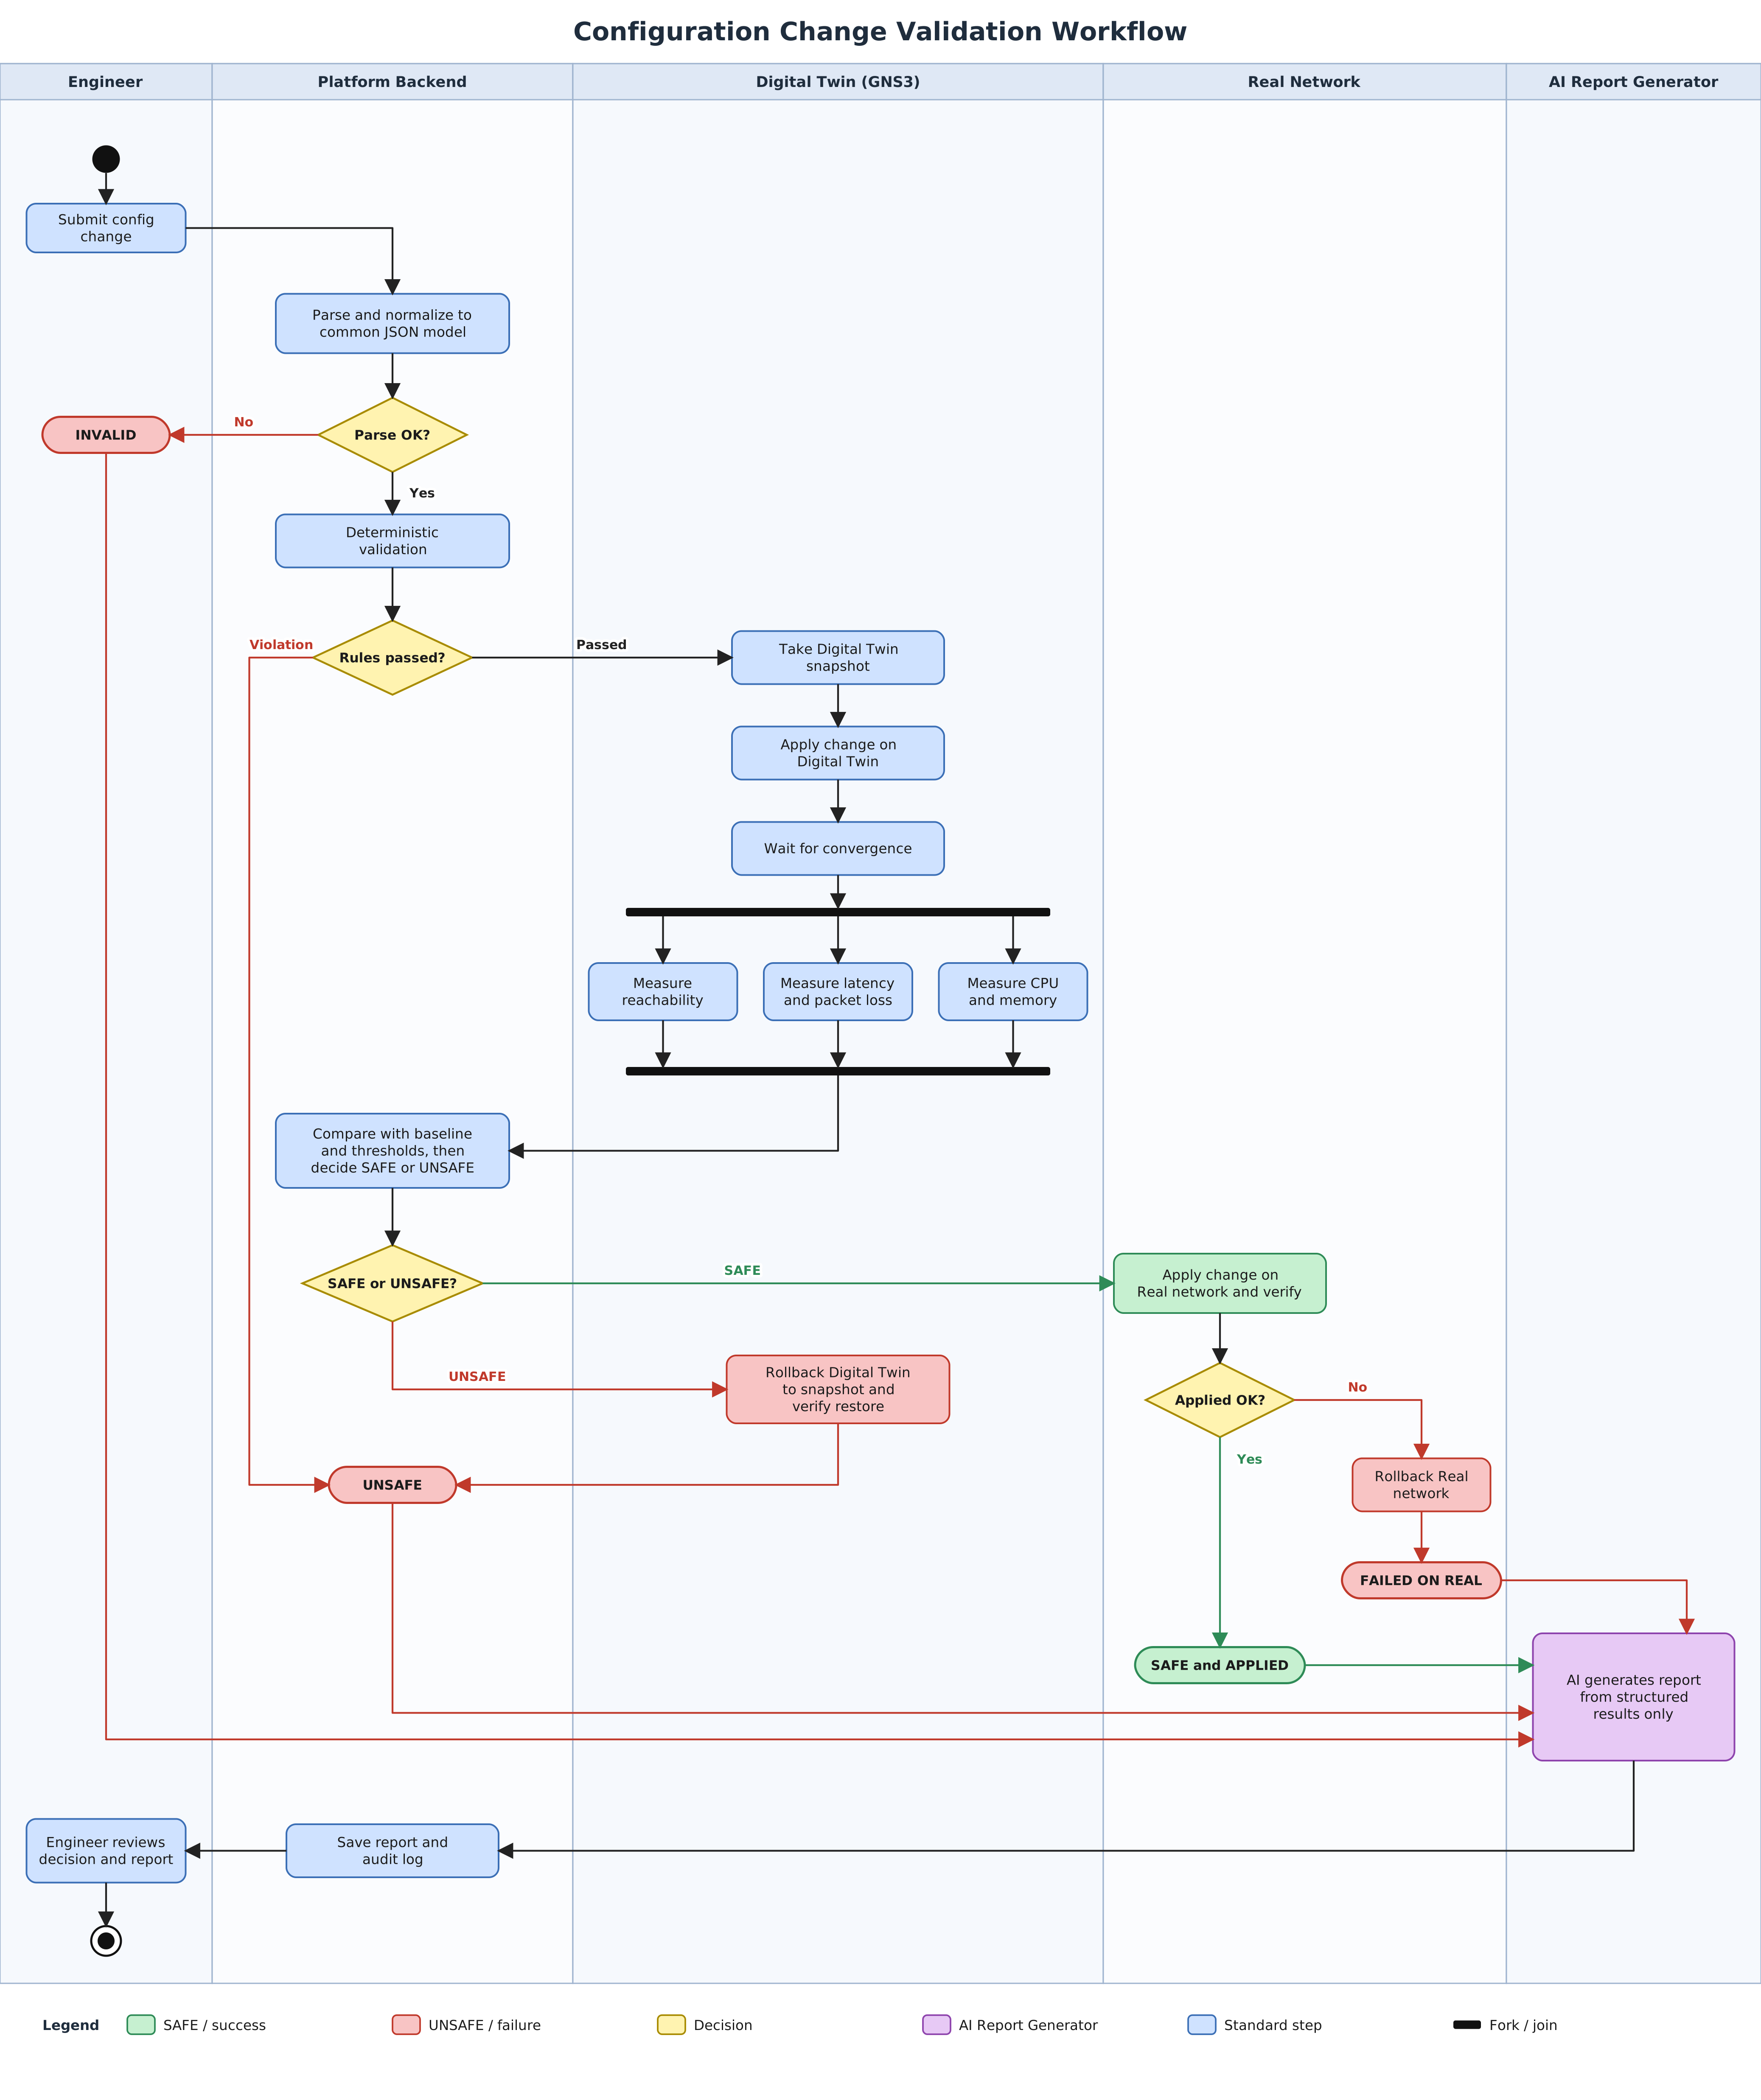 Configuration Change Validation Workflow
Engineer
Platform Backend
Digital Twin (GNS3)
Real Network
AI Report Generator
Submit config
change
Parse and normalize to
common JSON model
Parse OK?
No
INVALID
Yes
Deterministic
validation
Violation
Rules passed?
Passed
Take Digital Twin
snapshot
Apply change on
Digital Twin
Wait for convergence
Measure
reachability
Measure latency
and packet loss
Measure CPU
and memory
Compare with baseline
and thresholds, then
decide SAFE or UNSAFE
SAFE or UNSAFE?
SAFE
Apply change on
Real network and verify
UNSAFE
Rollback Digital Twin
to snapshot and
verify restore
Applied OK?
No
Yes
Rollback Real
network
UNSAFE
FAILED ON REAL
SAFE and APPLIED
AI generates report
from structured
results only
Engineer reviews
decision and report
Save report and
audit log
Legend
SAFE / success
UNSAFE / failure
Decision
AI Report Generator
Standard step
Fork / join